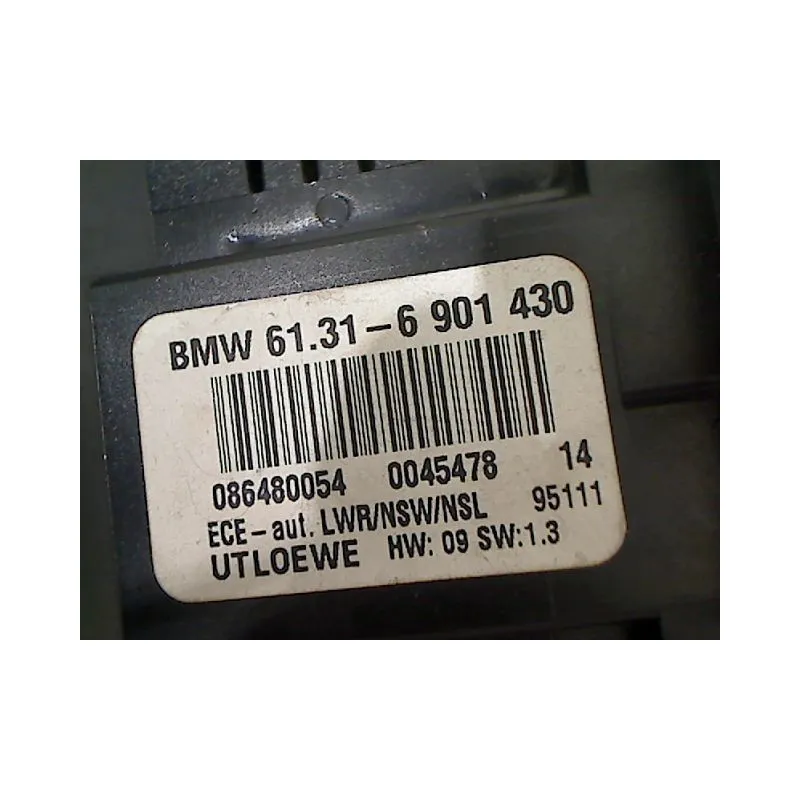 BMW 61.31-6 901 430
086480054 0045478 14
ECE-aut. LWR/NSW/NSL 95111
UTLOEWE HW: 09 SW:1.3